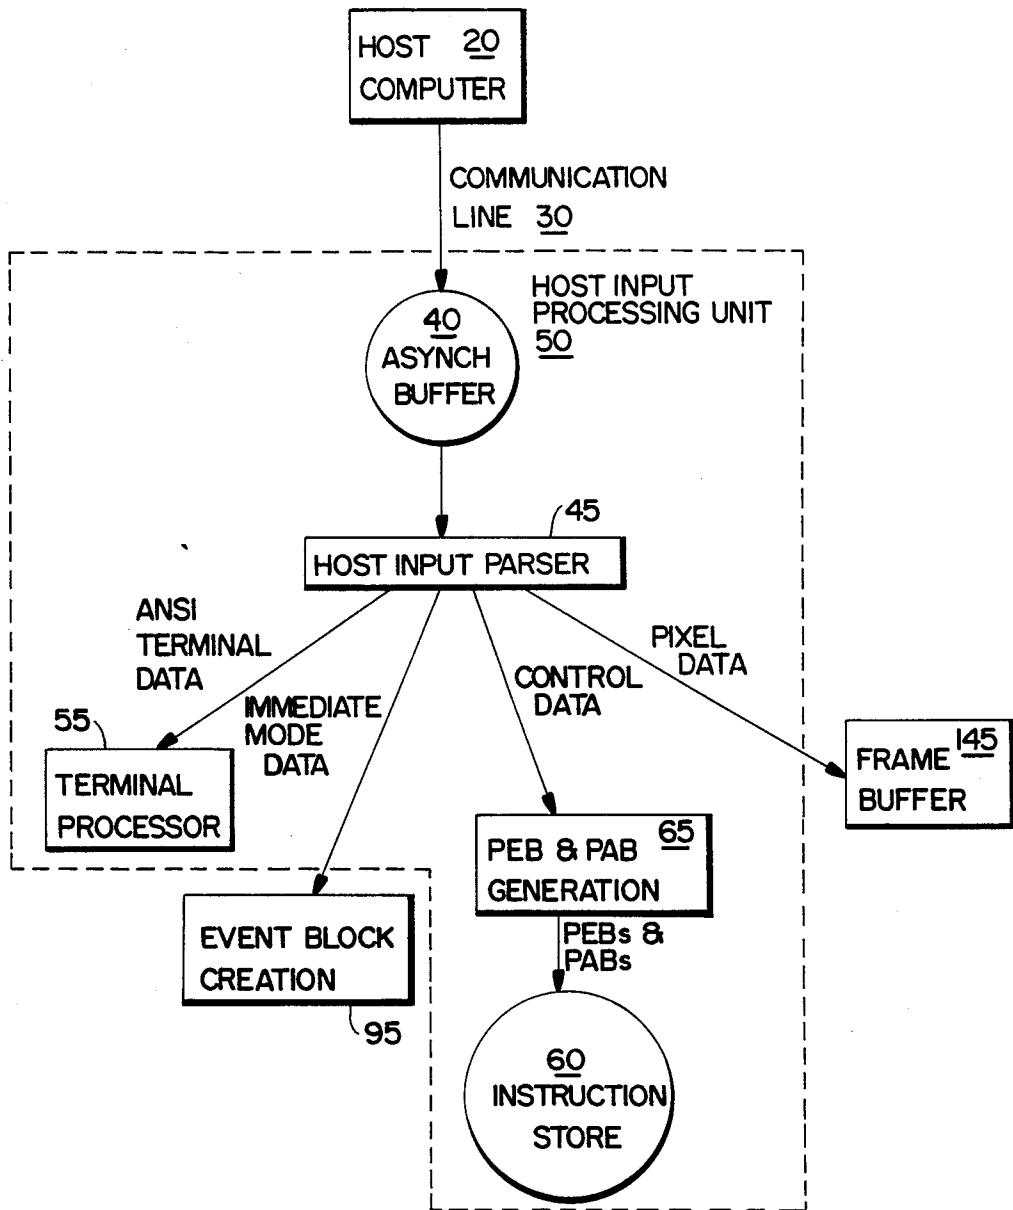 HOST 20
COMPUTER
COMMUNICATION
LINE 30
HOST INPUT
PROCESSING UNIT
50
40
ASYNCH
BUFFER
45
HOST INPUT PARSER
ANSI
TERMINAL
DATA
IMMEDIATE
MODE
DATA
CONTROL
DATA
PIXEL
DATA
55
TERMINAL
PROCESSOR
FRAME 145
BUFFER
PEB & PAB 65
GENERATION
EVENT BLOCK
CREATION
95
PEBs &
PABs
60
INSTRUCTION
STORE